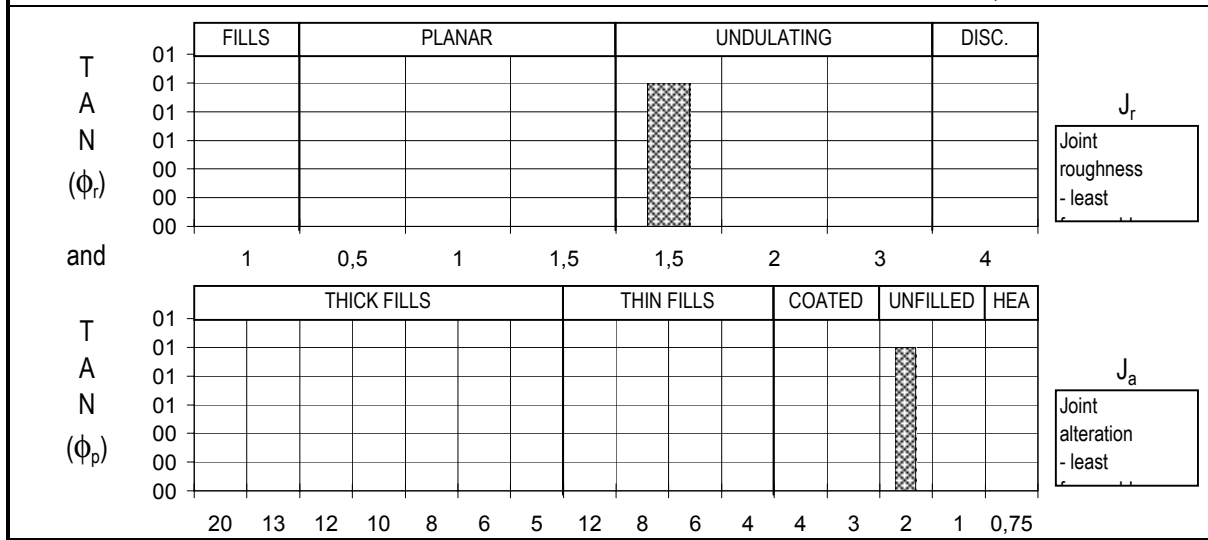 FILLS PLANAR UNDULATING DISC.
01
01
01
01
00
00
00
T
A
N
(ϕr)
Jr
Joint
roughness
- least
and
1 0,5 1 1,5 1,5 2 3 4
THICK FILLS THIN FILLS COATED UNFILLED HEA
01
01
01
01
00
00
00
T
A
N
(ϕp)
Ja
Joint
alteration
- least
20 13 12 10 8 6 5 12 8 6 4 4 3 2 1 0,75